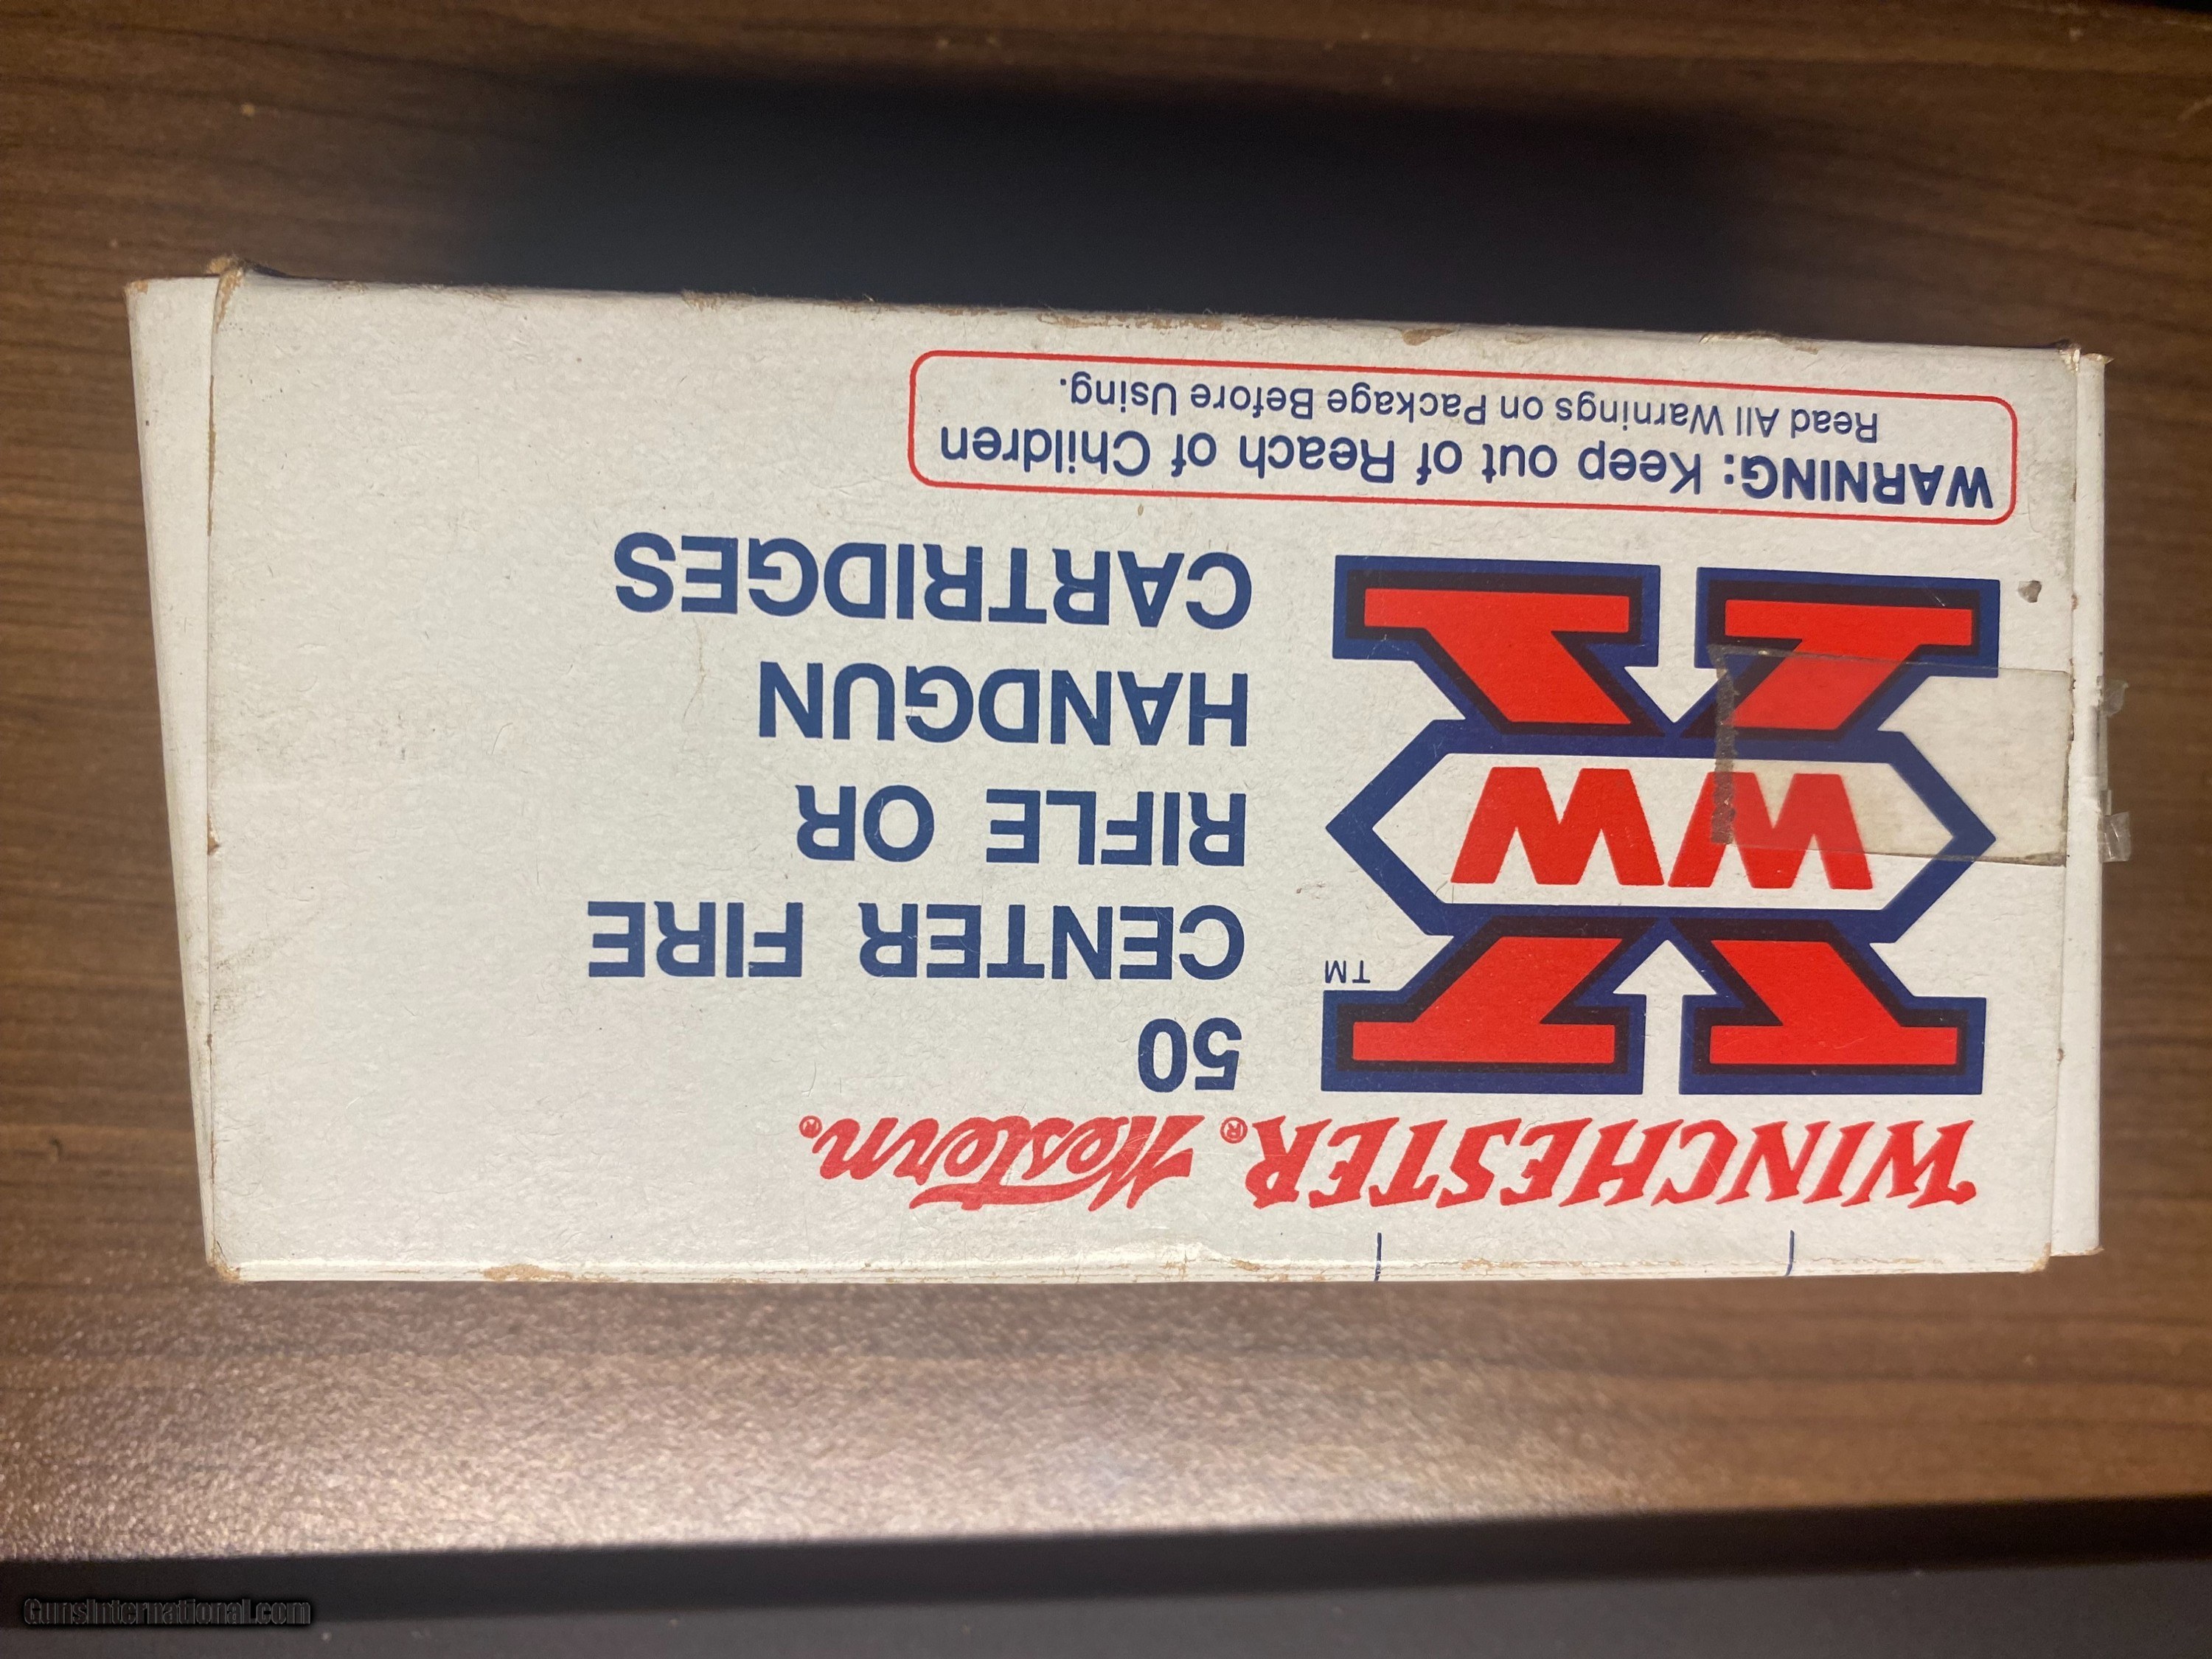 WINCHESTER® Western®
50
CENTER FIRE
RIFLE OR
HANDGUN
CARTRIDGES
TM
WW
WARNING: Keep out of Reach of Children
Read All Warnings on Package Before Using.
GunsInternational.com